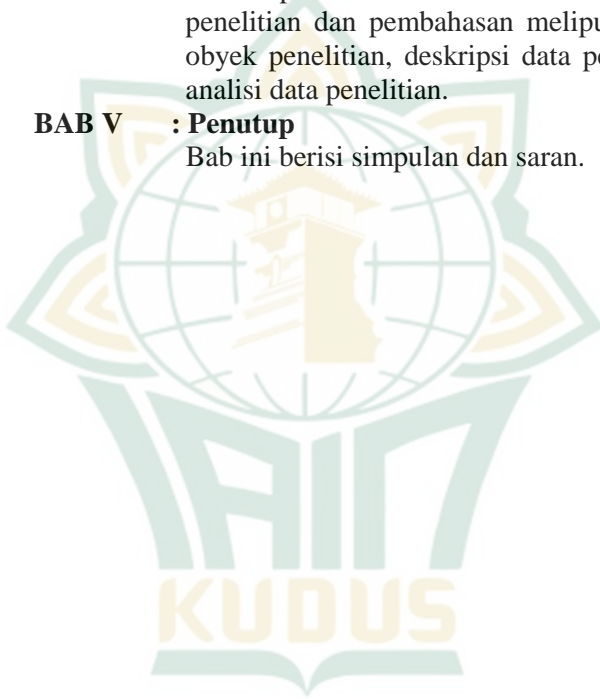 penelitian dan pembahasan
obyek penelitian, deskripsi data
analisi data penelitian.
BAB V : Penutup
Bab ini berisi simpulan dan saran.
IAIN
KUDUS